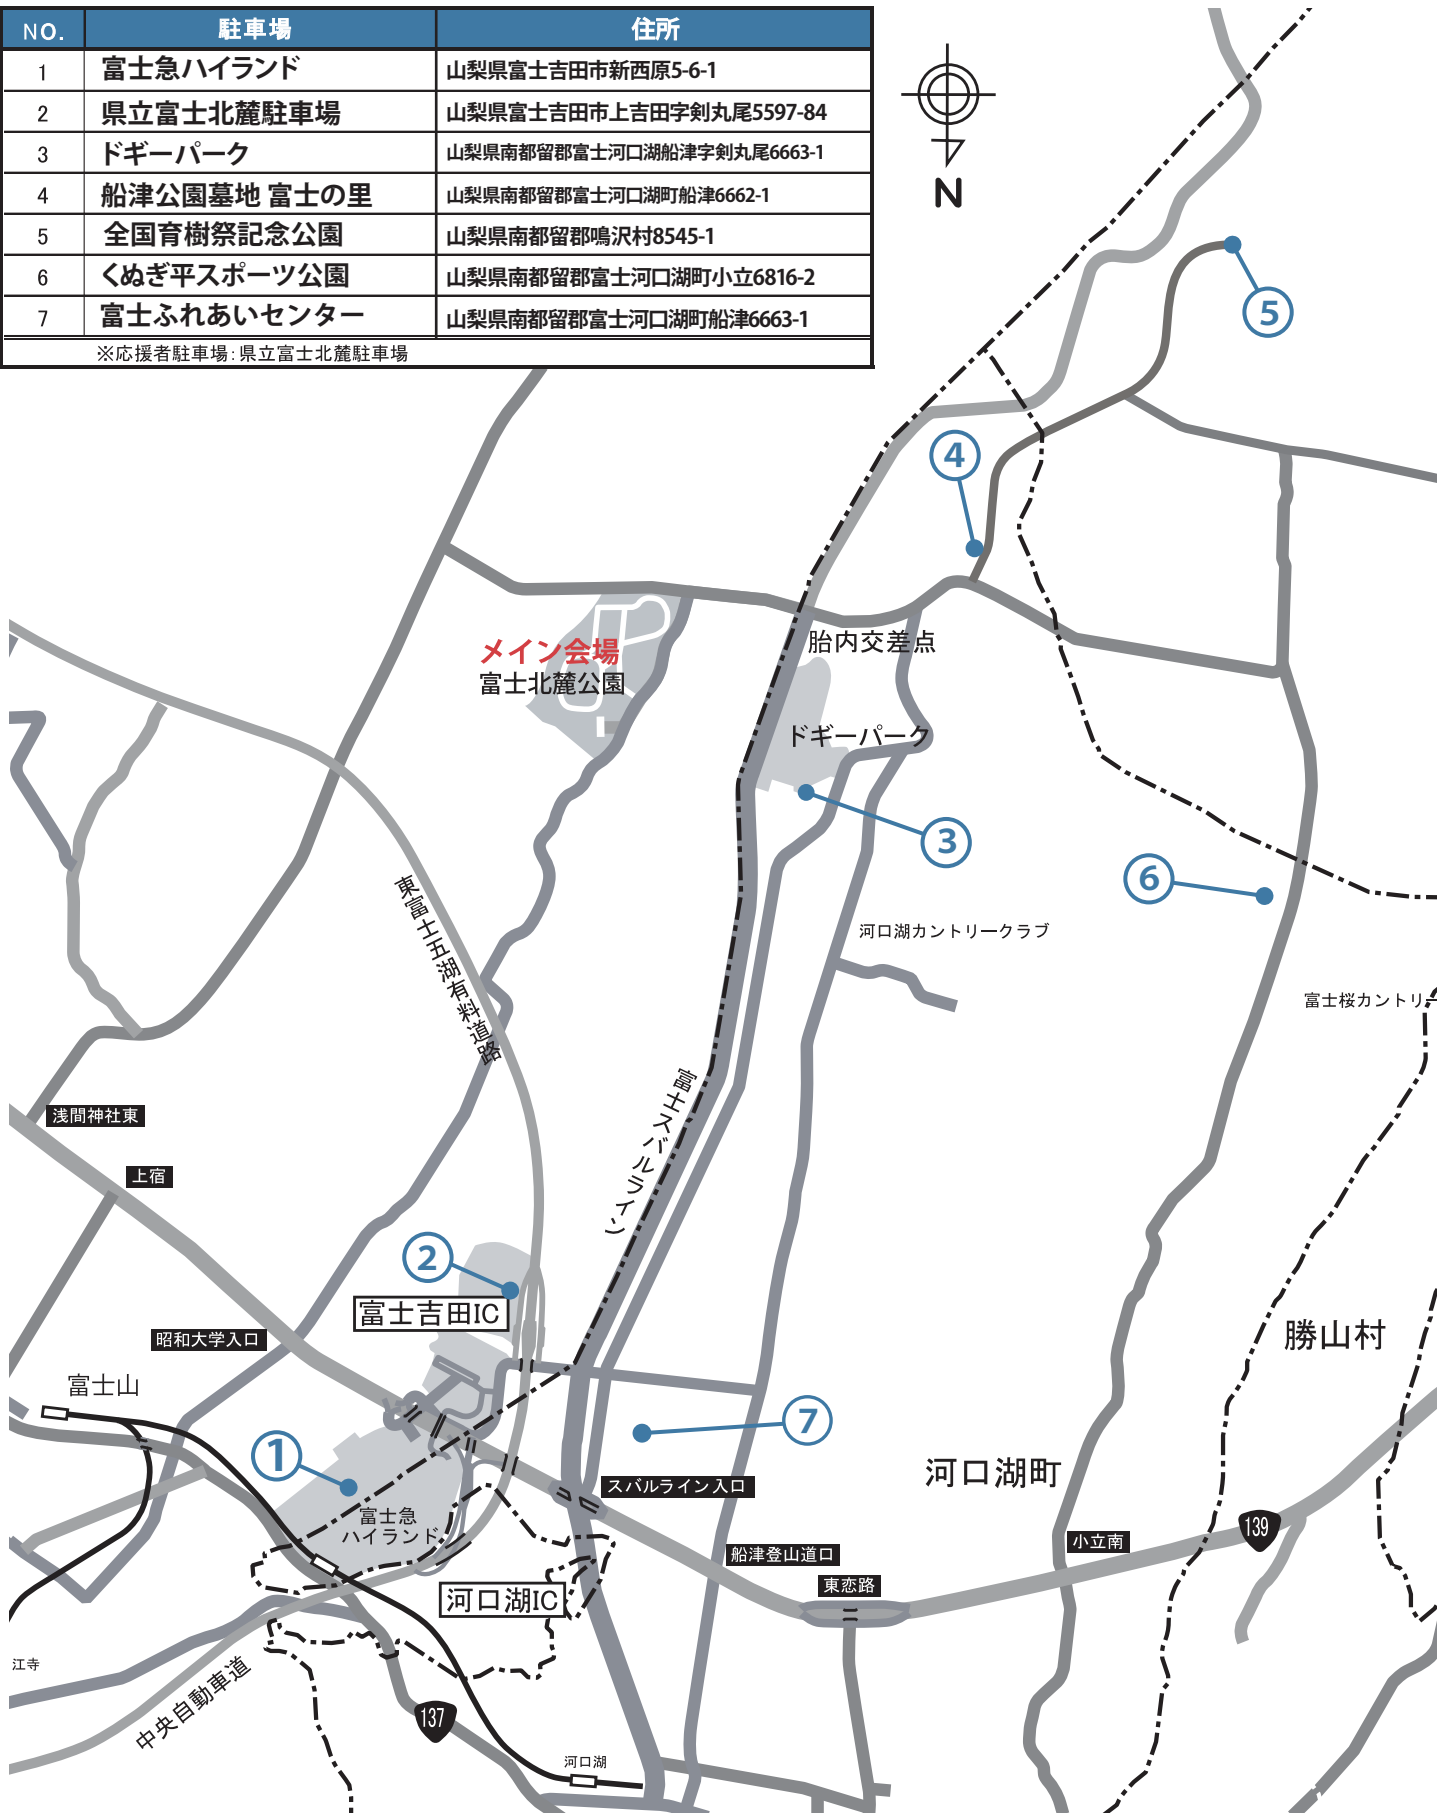 NO. 駐車場 住所
1 富士急ハイランド 山梨県富士吉田市新西原5-6-1
2 県立富士北麓駐車場 山梨県富士吉田市上吉田字剣丸尾5597-84
3 ドギーパーク 山梨県南都留郡富士河口湖船津字剣丸尾6663-1
4 船津公園墓地 富士の里 山梨県南都留郡富士河口湖町船津6662-1
5 全国育樹祭記念公園 山梨県南都留郡鳴沢村8545-1
6 くぬぎ平スポーツ公園 山梨県南都留郡富士河口湖町小立6816-2
7 富士ふれあいセンター 山梨県南都留郡富士河口湖町船津6663-1
※応援者駐車場:県立富士北麓駐車場
N
5
4
メイン会場
富士北麓公園
胎内交差点
ドギーパーク
3
6
東富士五湖有料道路
河口湖カントリークラブ
富士桜カントリー
富士スバルライン
浅間神社東
上宿
2
富士吉田IC
昭和大学入口
勝山村
富士山
7
1
河口湖町
スバルライン入口
富士急
ハイランド
139
小立南
船津登山道口
東恋路
河口湖IC
江寺
中央自動車道
137
河口湖